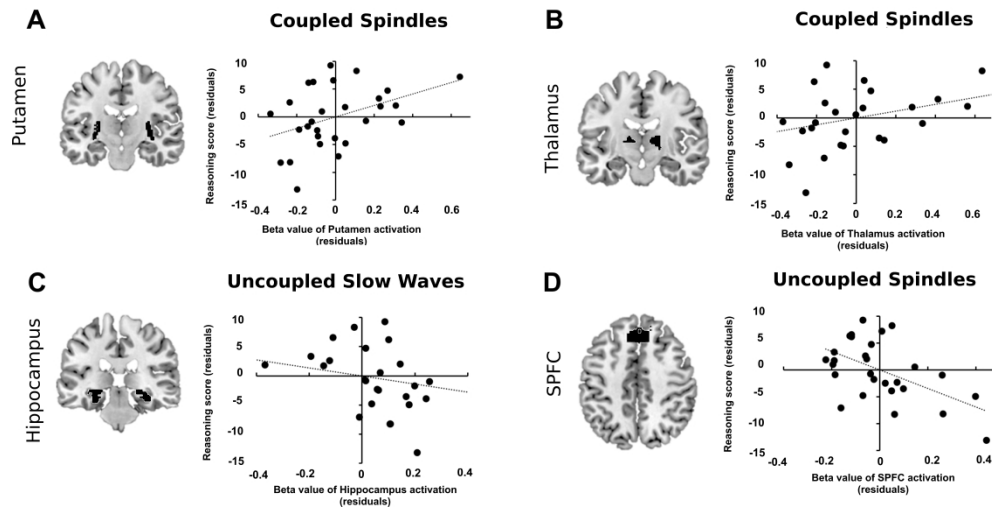 A
Coupled Spindles
Putamen
Reasoning score (residuals)
10
5
0
-5
-10
-15
-0.4
-0.2
0
0.2
0.4
0.6
Beta value of Putamen activation
(residuals)
B
Coupled Spindles
Thalamus
Reasoning score (residuals)
10
5
0
-5
-10
-15
-0.4
-0.2
0
0.2
0.4
0.6
Beta value of Thalamus activation
(residuals)
C
Uncoupled Slow Waves
Hippocampus
Reasoning score (residuals)
10
5
0
-5
-10
-15
-0.4
-0.2
0
0.2
0.4
Beta value of Hippocampus activation
(residuals)
D
Uncoupled Spindles
SPFC
Reasoning score (residuals)
10
5
0
-5
-10
-15
-0.4
-0.2
0
0.2
0.4
Beta value of SPFC activation
(residuals)